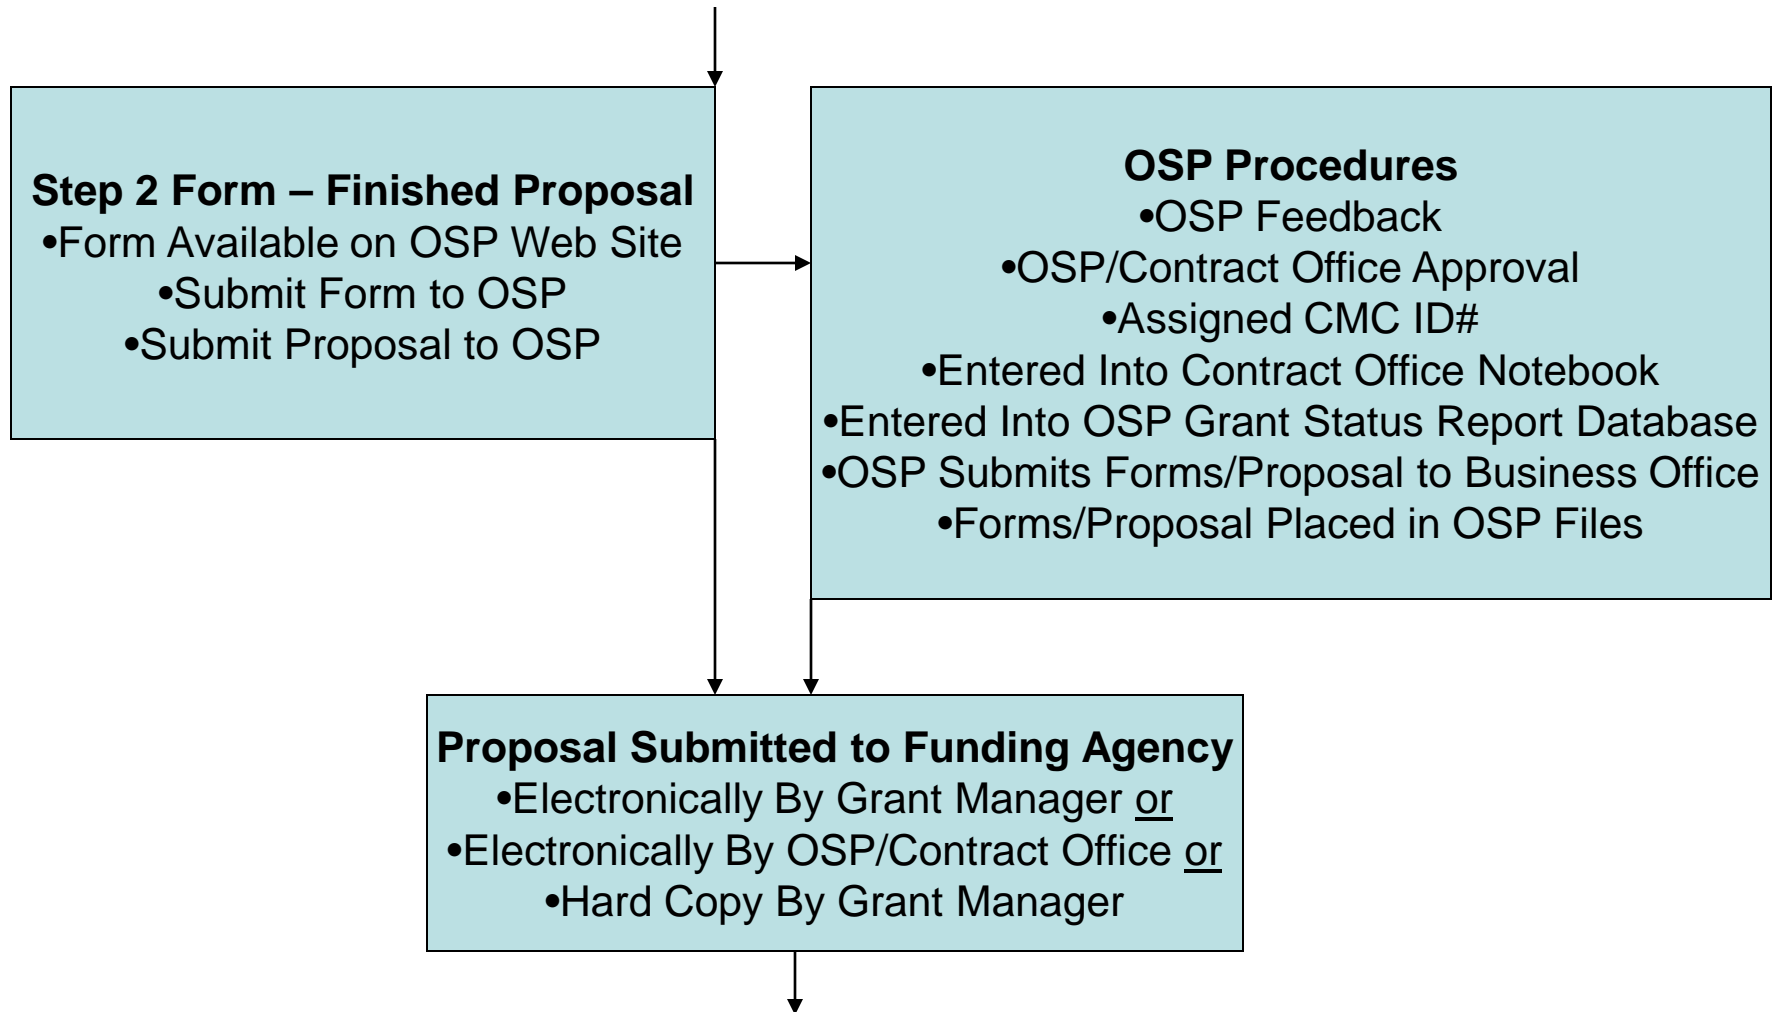 Step 2 Form – Finished Proposal
•Form Available on OSP Web Site
•Submit Form to OSP
•Submit Proposal to OSP
OSP Procedures
•OSP Feedback
•OSP/Contract Office Approval
•Assigned CMC ID#
•Entered Into Contract Office Notebook
•Entered Into OSP Grant Status Report Database
•OSP Submits Forms/Proposal to Business Office
•Forms/Proposal Placed in OSP Files
Proposal Submitted to Funding Agency
•Electronically By Grant Manager or
•Electronically By OSP/Contract Office or
•Hard Copy By Grant Manager